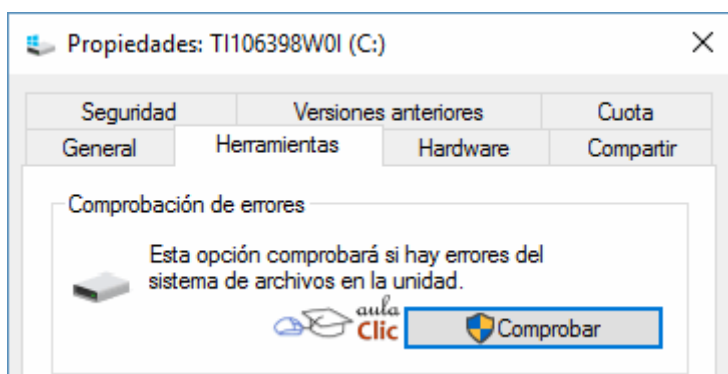 Propiedades: TI106398W0I (C:)
Seguridad Versiones anteriores Cuota
General Herramientas Hardware Compartir
Comprobación de errores
Esta opción comprobará si hay errores del
sistema de archivos en la unidad.
aula
Clic
Comprobar